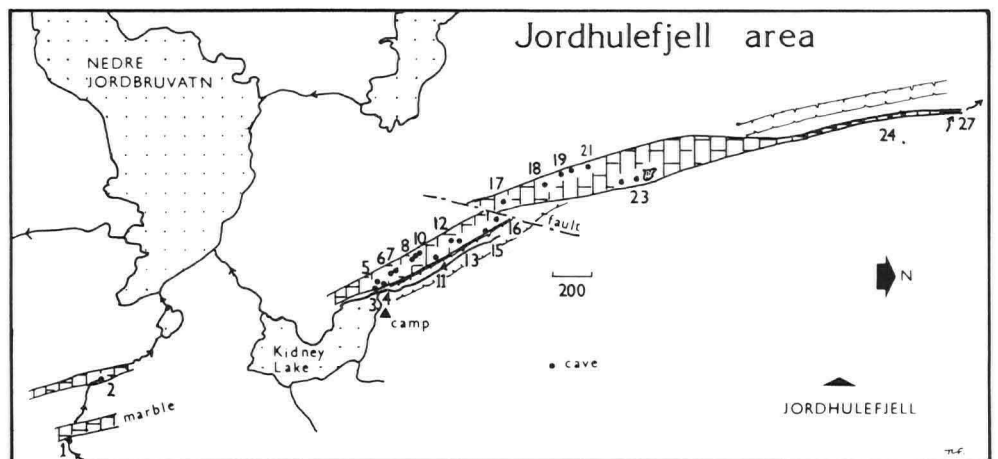 Jordhulefjell area
NEDRE
JORDBRUVATN
27
24
21
19
18
17
23
16
fault
15
12
13
10
8
11
7
6
5
4
3
camp
200
N
Kidney
Lake
cave
JORDHULEFJELL
2
marble
1